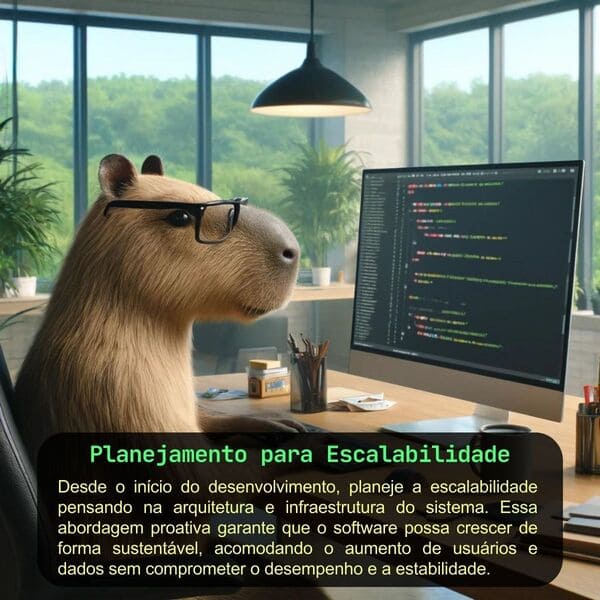 Planejamento para Escalabilidade
Desde o início do desenvolvimento, planeje a escalabilidade
pensando na arquitetura e infraestrutura do sistema. Essa
abordagem proativa garante que o software possa crescer de
forma sustentável, acomodando o aumento de usuários e
dados sem comprometer o desempenho e a estabilidade.